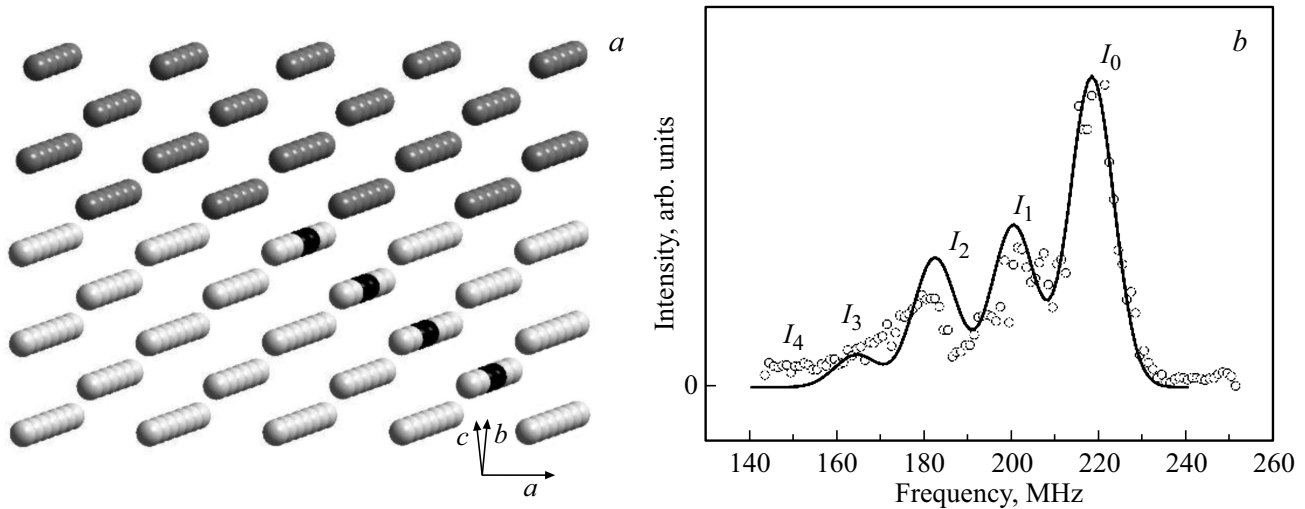 a
c
b
a
b
I0
I1
I2
I3
I4
Intensity, arb. units
0
140 160 180 200 220 240 260
Frequency, MHz